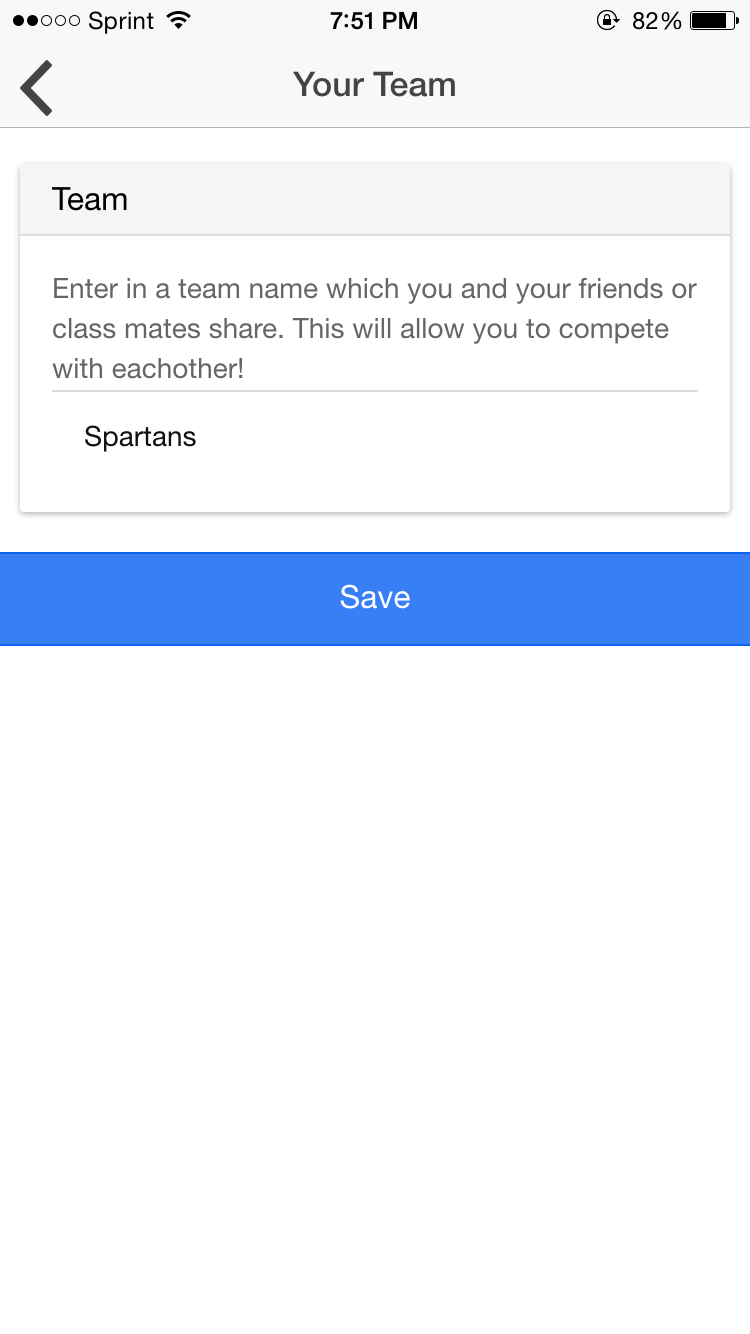 Sprint 7:51 PM 82%
Your Team
Team
Enter in a team name which you and your friends or
class mates share. This will allow you to compete
with eachother!
Spartans
Save